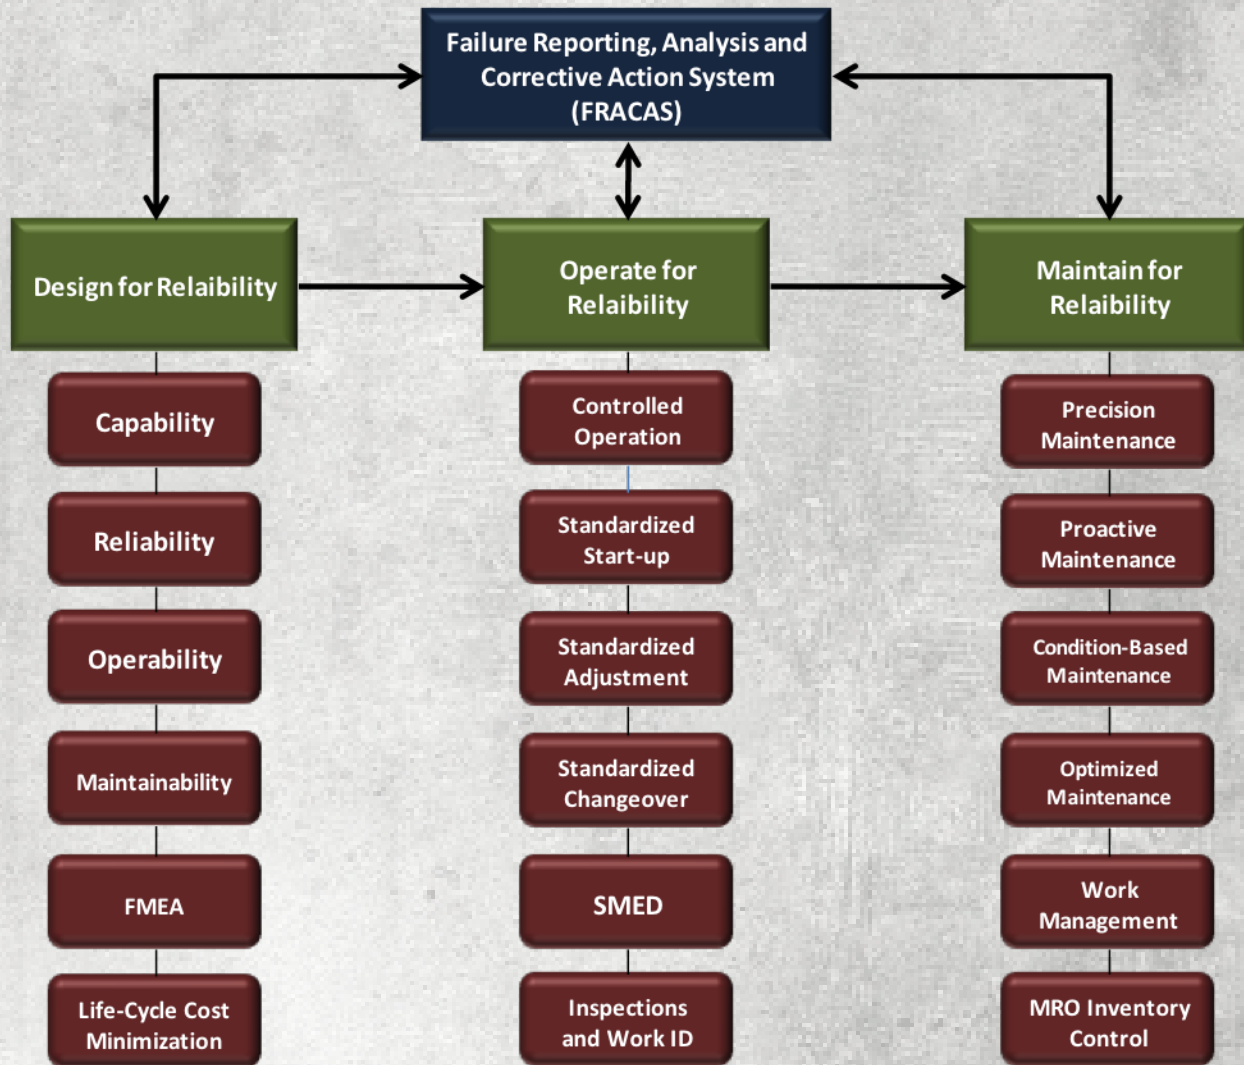 Failure Reporting, Analysis and
Corrective Action System
(FRACAS)
Design for Relaibility
Operate for
Relaibility
Maintain for
Relaibility
Capability
Reliability
Operability
Maintainability
FMEA
Life-Cycle Cost
Minimization
Controlled
Operation
Standardized
Start-up
Standardized
Adjustment
Standardized
Changeover
SMED
Inspections
and Work ID
Precision
Maintenance
Proactive
Maintenance
Condition-Based
Maintenance
Optimized
Maintenance
Work
Management
MRO Inventory
Control